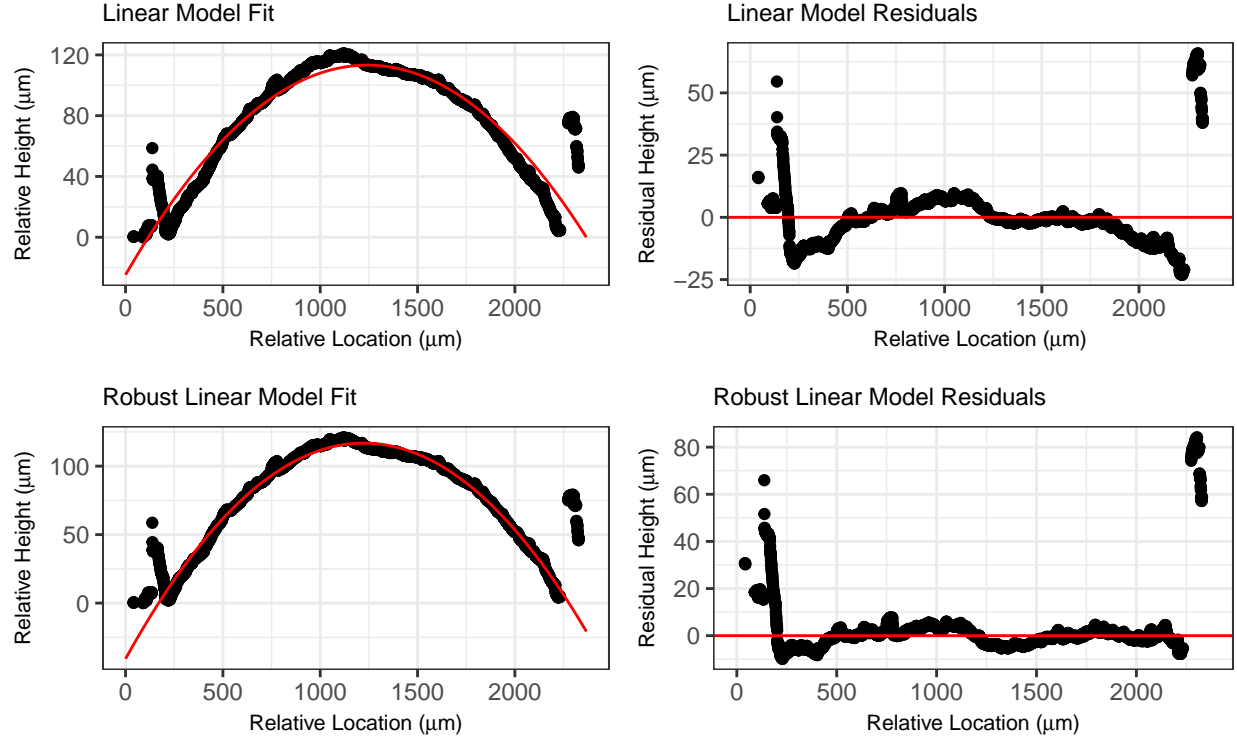 Linear Model Fit
120
80
40
0
0 500 1000 1500 2000
Relative Location (μm)
Relative Height (μm)
Linear Model Residuals
50
25
0
−25
0 500 1000 1500 2000
Relative Location (μm)
Residual Height (μm)
Robust Linear Model Fit
100
50
0
0 500 1000 1500 2000
Relative Location (μm)
Relative Height (μm)
Robust Linear Model Residuals
80
60
40
20
0
0 500 1000 1500 2000
Relative Location (μm)
Residual Height (μm)